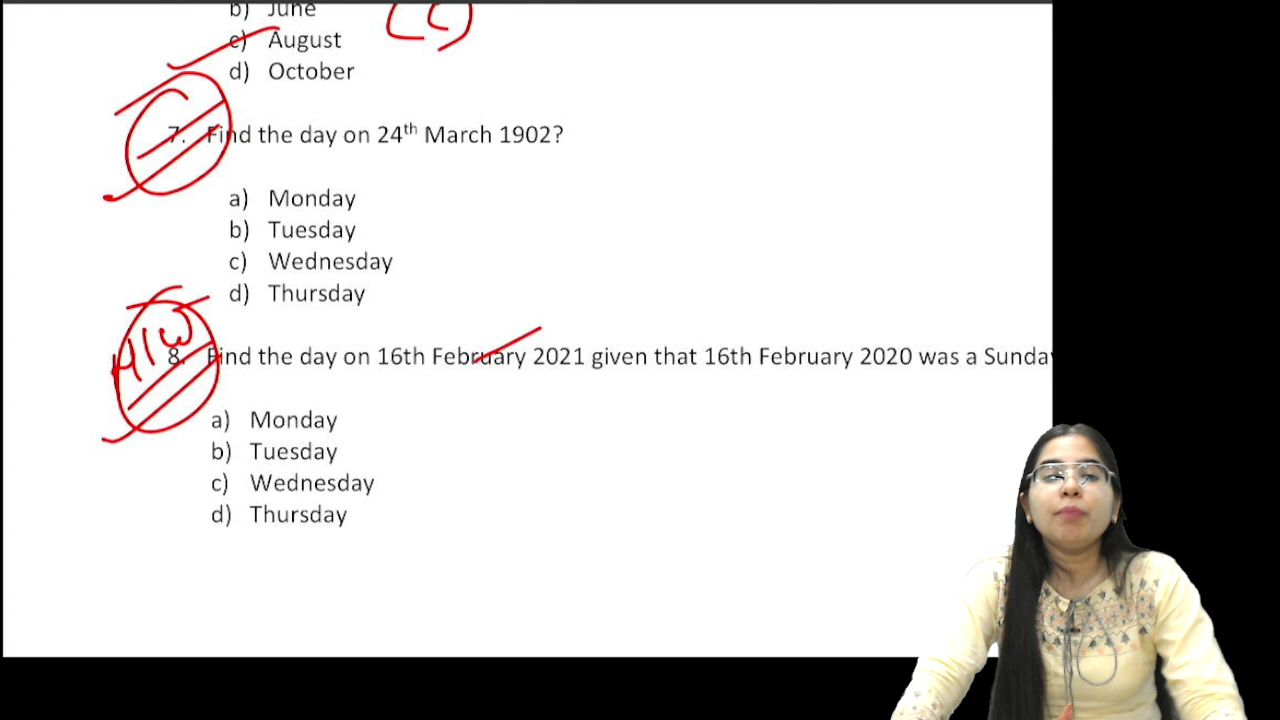 b) June
(c)
c) August
d) October
7. Find the day on 24th March 1902?
a) Monday
b) Tuesday
c) Wednesday
d) Thursday
H/W
8. Find the day on 16th February 2021 given that 16th February 2020 was a Sunday
a) Monday
b) Tuesday
c) Wednesday
d) Thursday